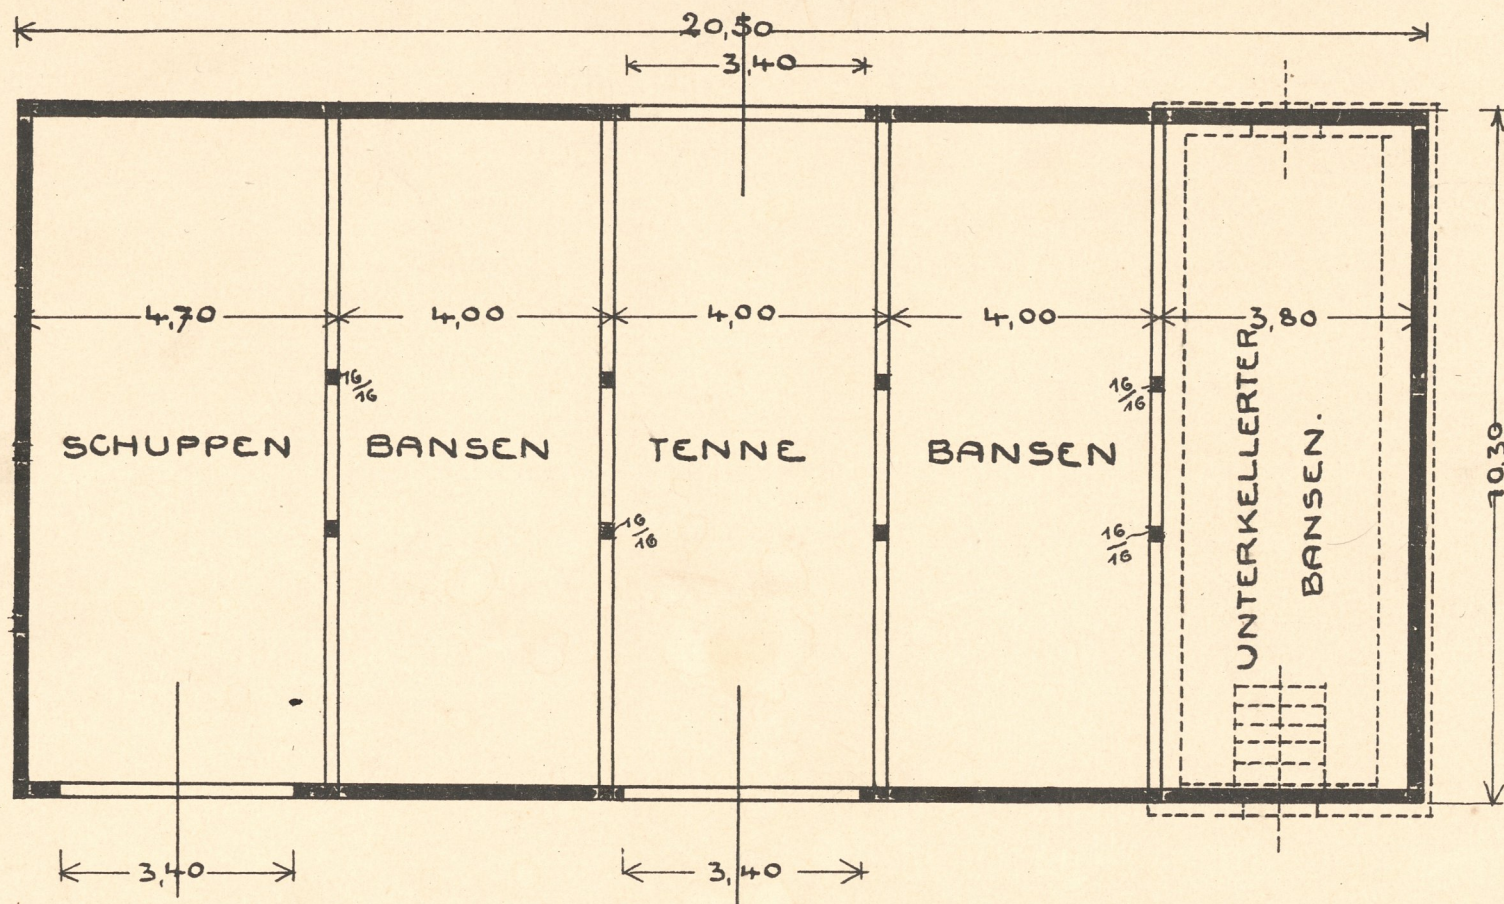 20,50
3,40
4,70
4,00
4,00
4,00
3,80
16/16
16/16
SCHUPPEN
BANSEN
TENNE
BANSEN
UNTERKELLERTER
BANSEN.
10,30
16/16
16/16
3,40
3,40